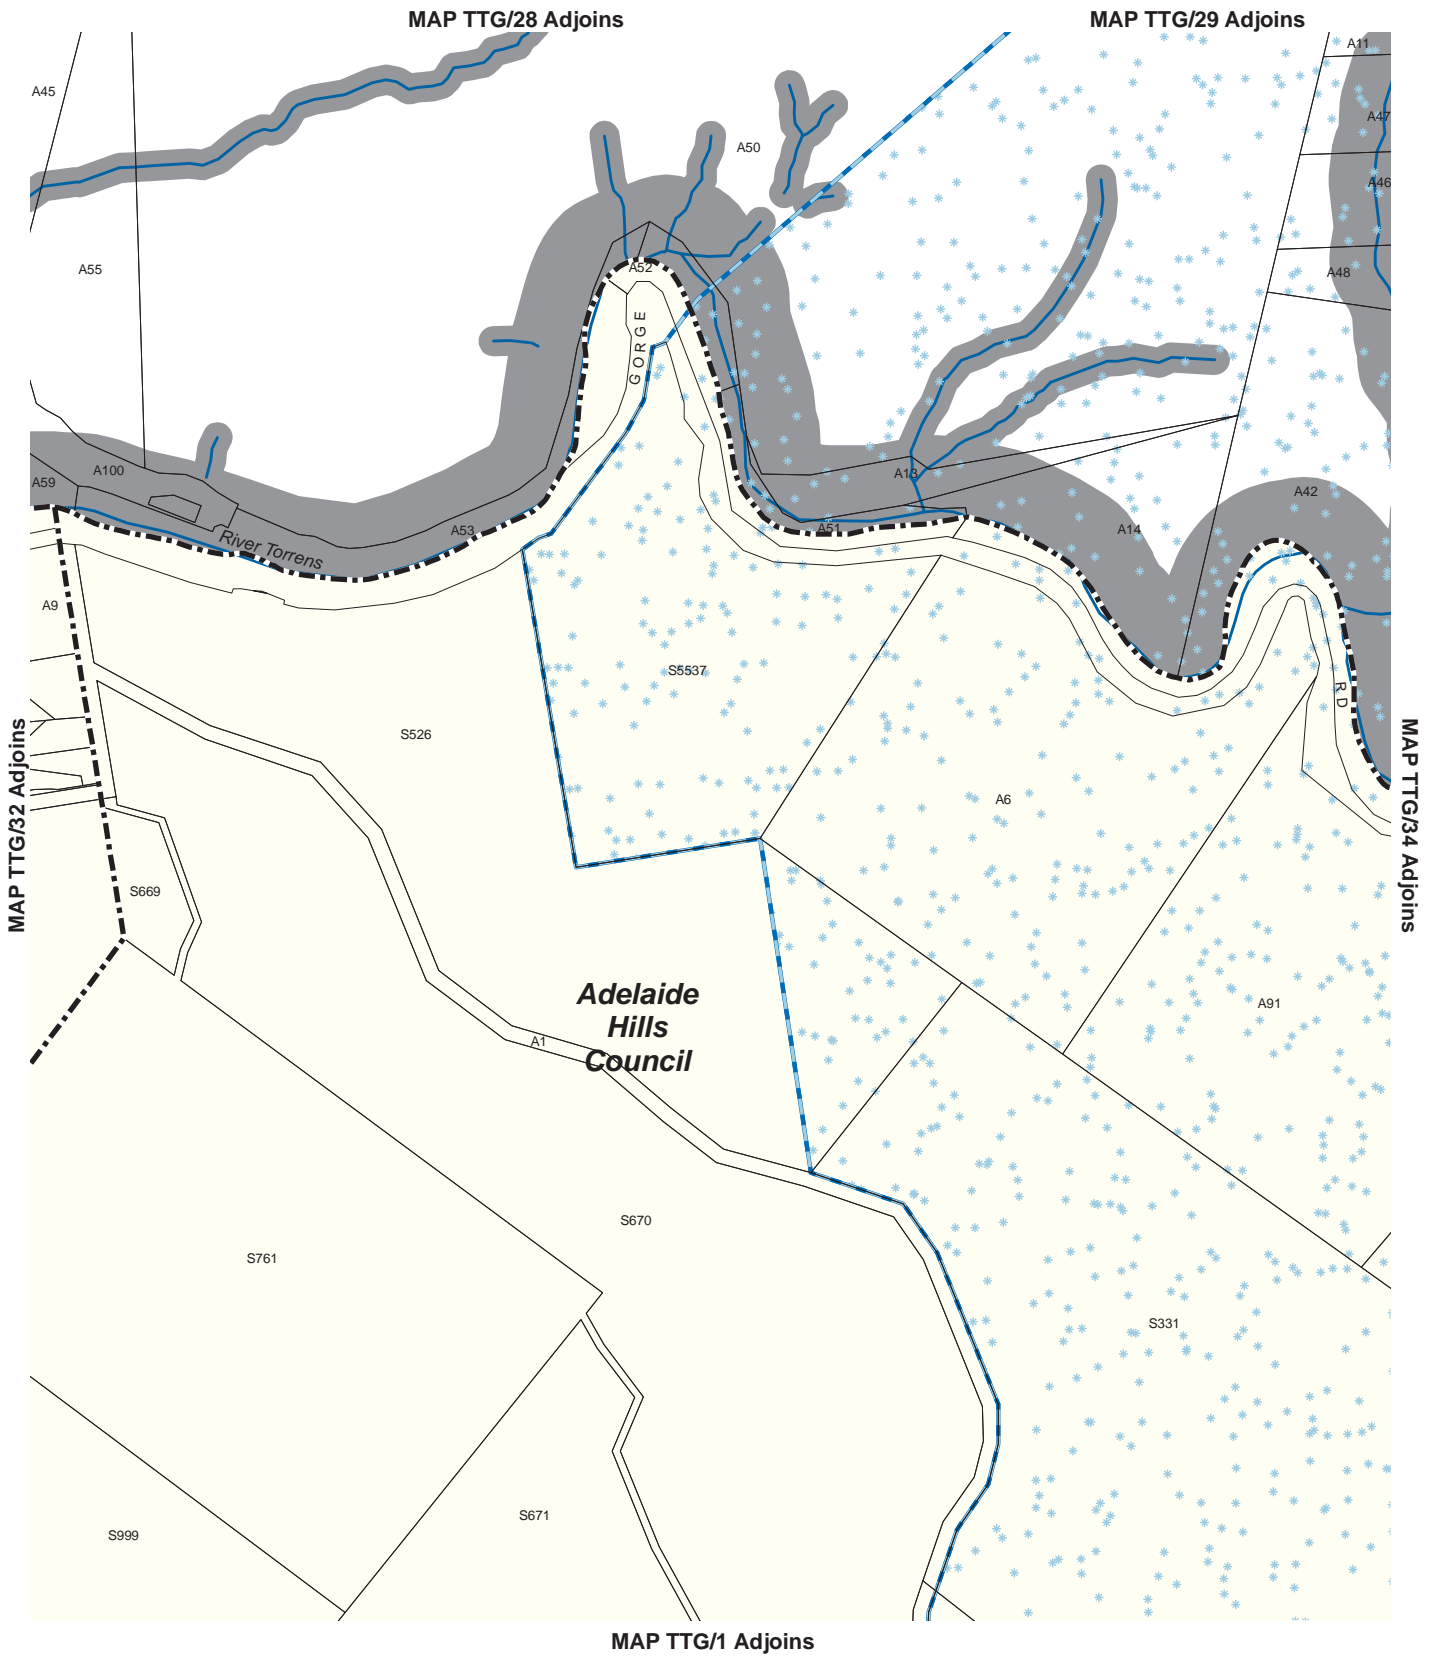 MAP TTG/28 Adjoins
MAP TTG/29 Adjoins
A11
A45
A47
A50
A46
A55
A52
A48
GORGE
A100
A13
A59
A42
A53
A51
A14
River Torrens
A9
S5537
RD
S526
MAP TTG/32 Adjoins
MAP TTG/34 Adjoins
A6
S669
Adelaide
Hills
Council
A91
A1
S670
S761
S331
S671
S999
MAP TTG/1 Adjoins